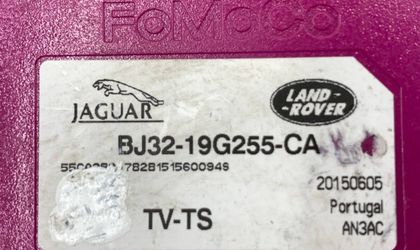 FoMoCo
JAGUAR
LAND-
-ROVER
BJ32-19G255-CA
20150605
TV-TS
Portugal
AN3AC